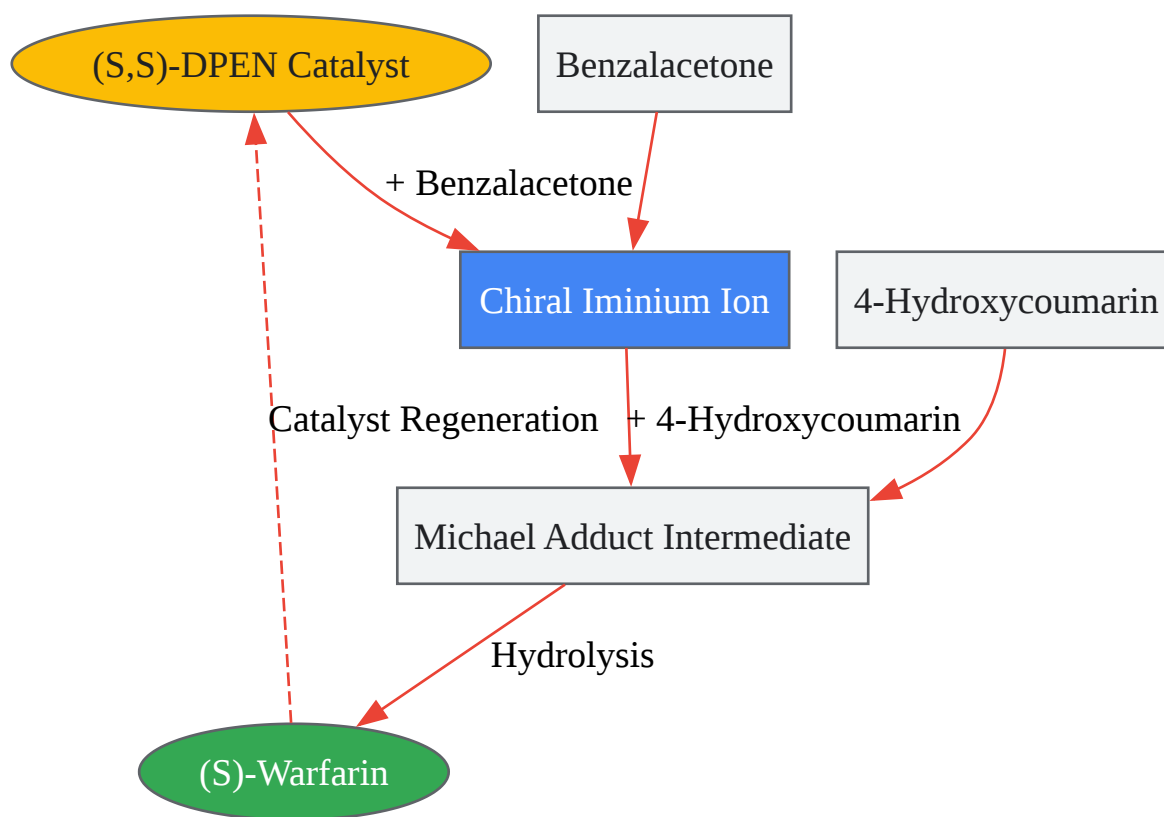 (S,S)-DPEN Catalyst
Benzalacetone
+ Benzalacetone
Chiral Iminium Ion
4-Hydroxycoumarin
Catalyst Regeneration
+ 4-Hydroxycoumarin
Michael Adduct Intermediate
Hydrolysis
(S)-Warfarin